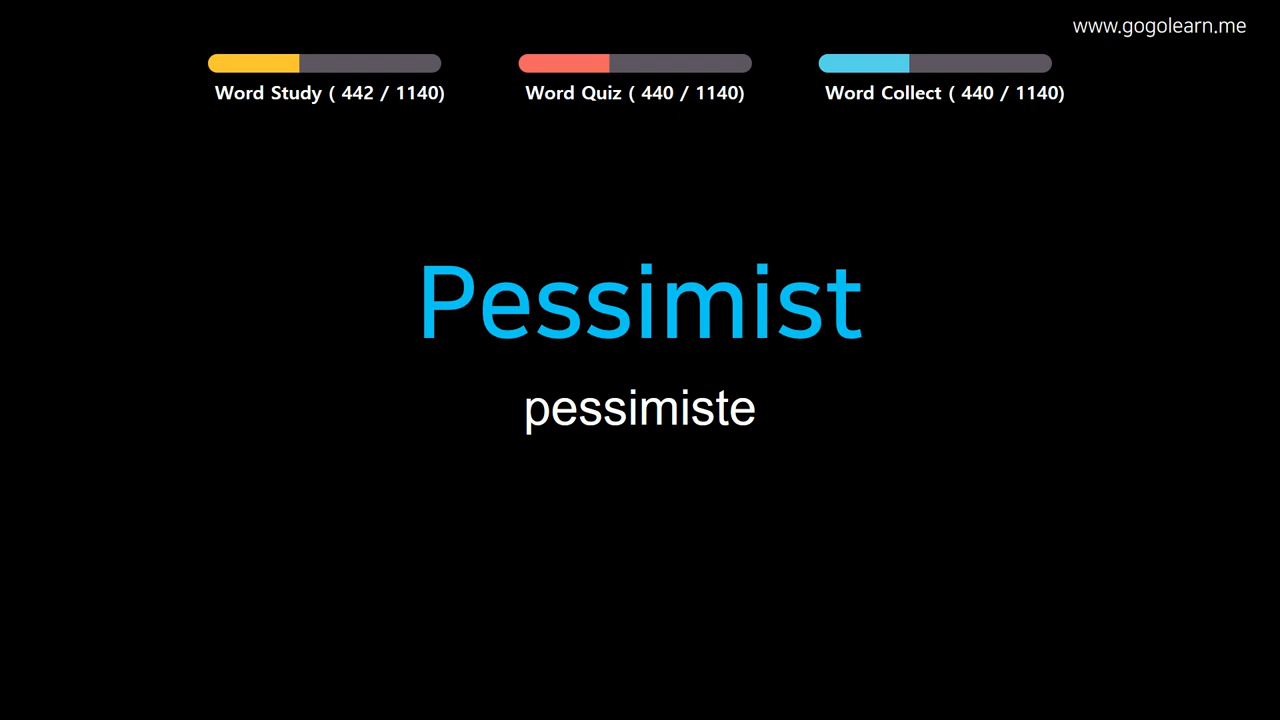 www.gogolearn.me
Word Study ( 442 / 1140)
Word Quiz ( 440 / 1140)
Word Collect ( 440 / 1140)
Pessimist
pessimiste